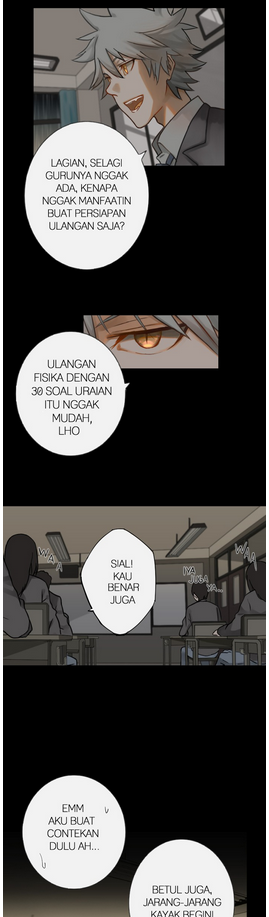 LAGIAN, SELAGI
GURUNYA NGGAK
ADA, KENAPA
NGGAK MANFAATIN
BUAT PERSIAPAN
ULANGAN SAJA?
ULANGAN
FISIKA DENGAN
30 SOAL URAIAN
ITU NGGAK
MUDAH,
LHO
WAA
SIAL!
KAU
BENAR
JUGA
IYA
JUGA
YA...
WAA
EMM
AKU BUAT
CONTEKAN
DULU AH...
BETUL JUGA,
JARANG-JARANG
KAYAK BEGINI